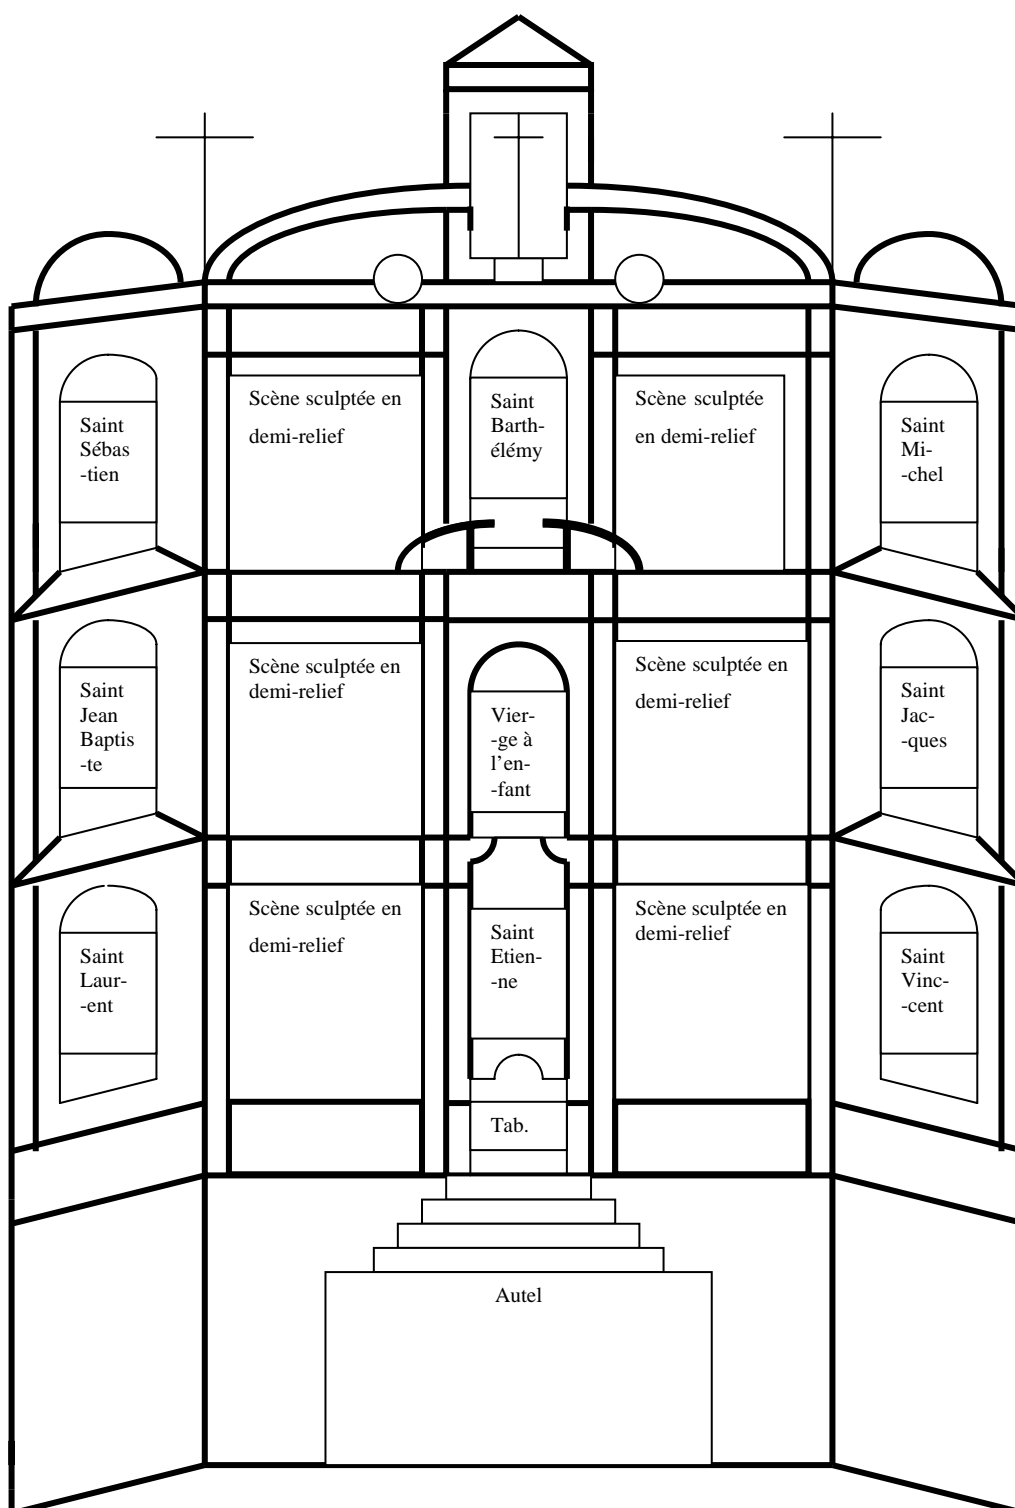 Saint
Sébas
-tien
Scène sculptée en
demi-relief
Saint
Barth-
élémy
Scène sculptée
en demi-relief
Saint
Mi-
-chel
Saint
Jean
Baptis
-te
Scène sculptée en
demi-relief
Vier-
-ge à
l'en-
-fant
Scène sculptée en
demi-relief
Saint
Jac-
-ques
Saint
Laur-
-ent
Scène sculptée en
demi-relief
Saint
Etien-
-ne
Scène sculptée en
demi-relief
Saint
Vinc-
-cent
Tab.
Autel